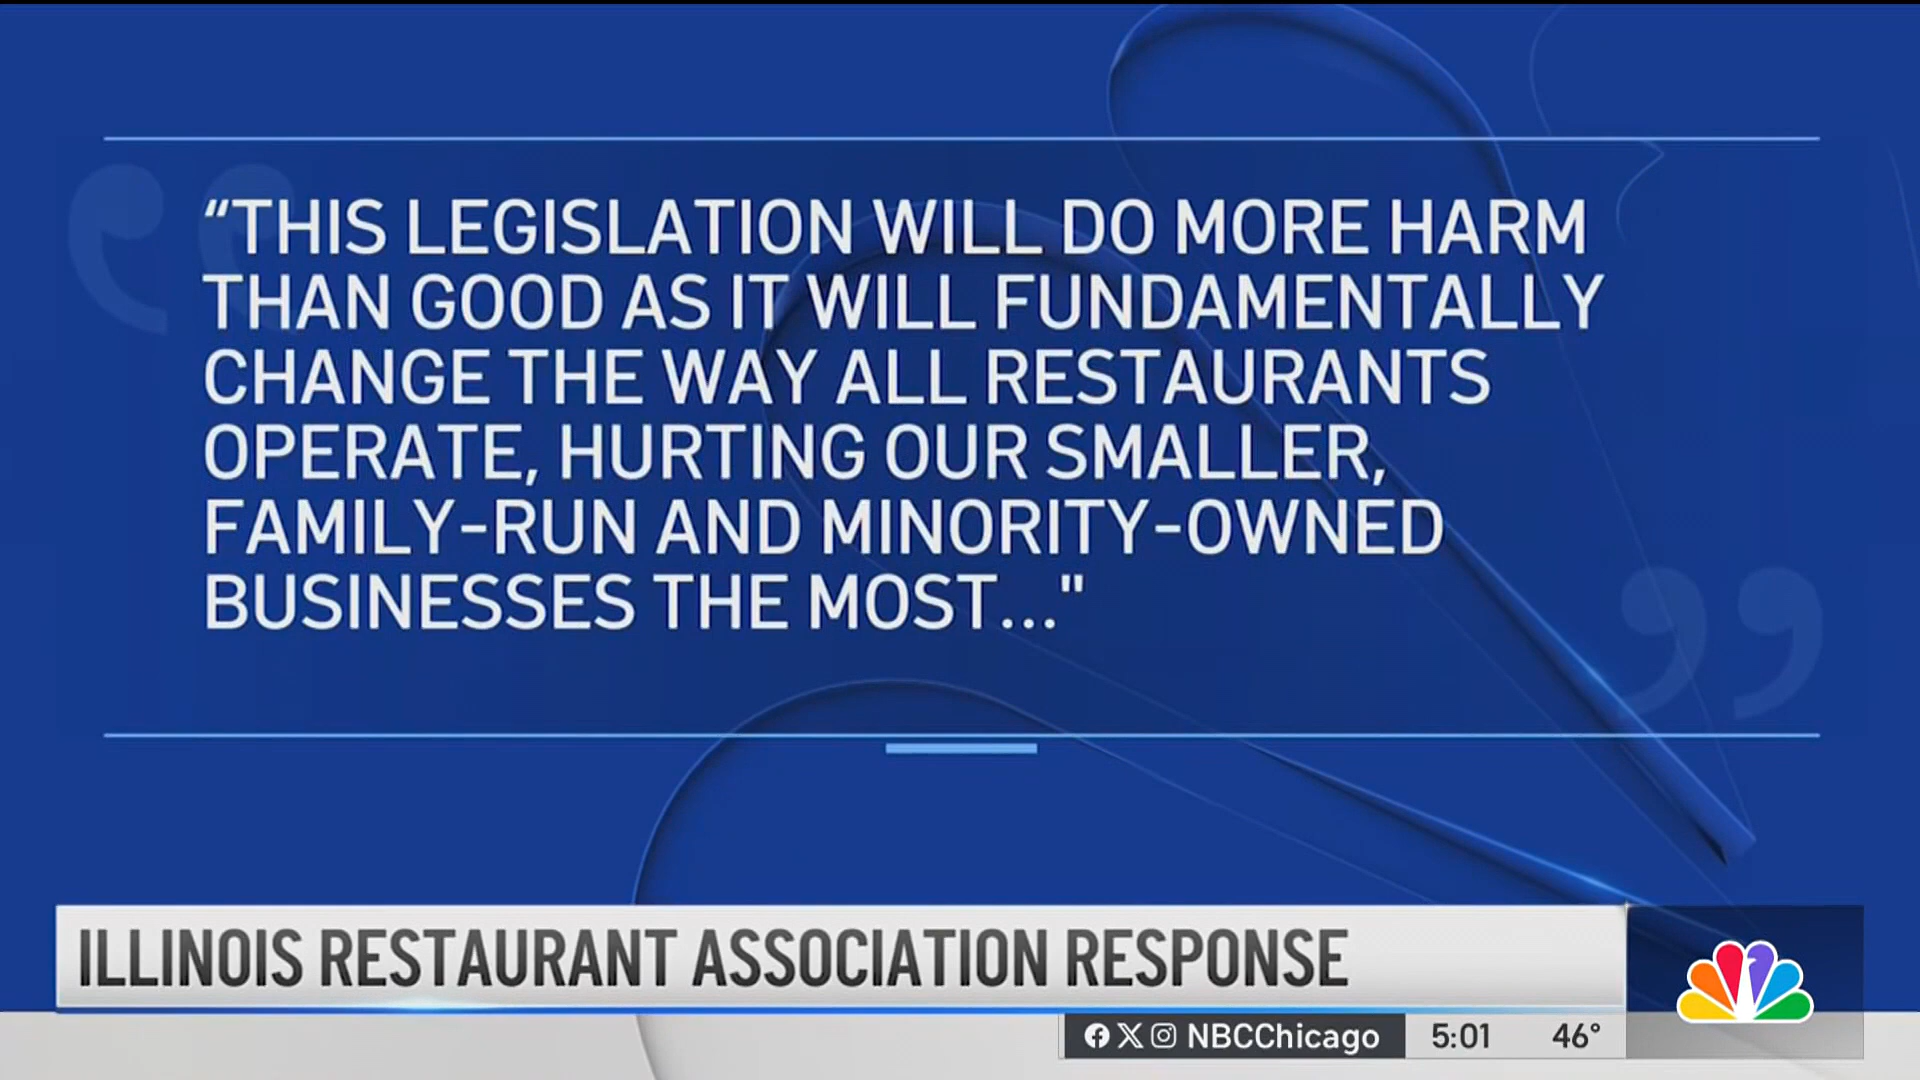 “THIS LEGISLATION WILL DO MORE HARM
THAN GOOD AS IT WILL FUNDAMENTALLY
CHANGE THE WAY ALL RESTAURANTS
OPERATE, HURTING OUR SMALLER,
FAMILY-RUN AND MINORITY-OWNED
BUSINESSES THE MOST..."
ILLINOIS RESTAURANT ASSOCIATION RESPONSE
NBCChicago 5:01 46°